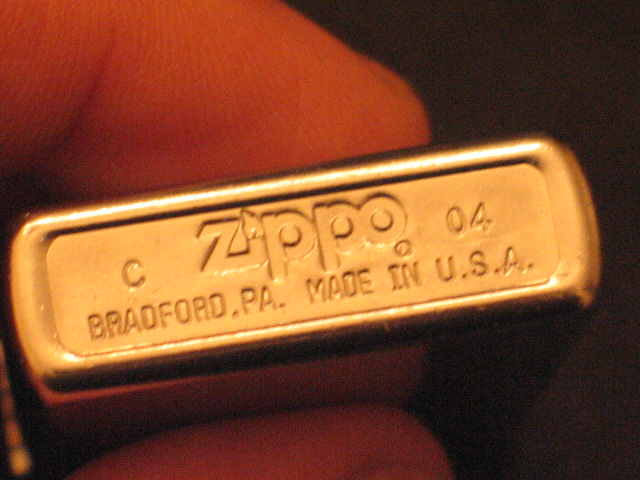 C Zippo® 04
BRADFORD, PA. MADE IN U.S.A.